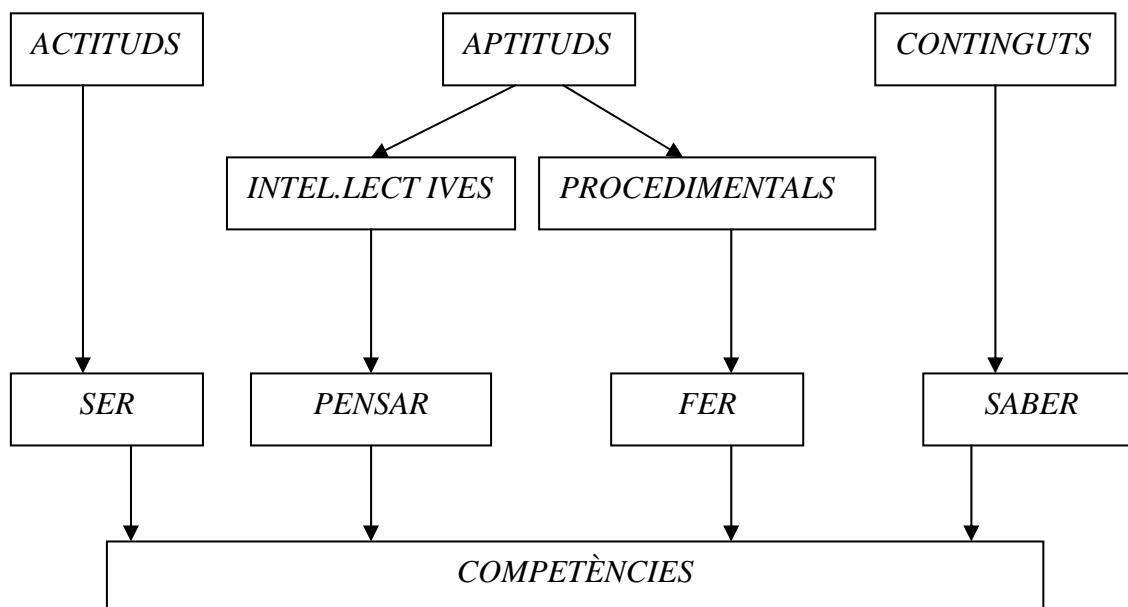 ACTITUDS
APTITUDS
CONTINGUTS
INTEL.LECT IVES
PROCEDIMENTALS
SER
PENSAR
FER
SABER
COMPETÈNCIES